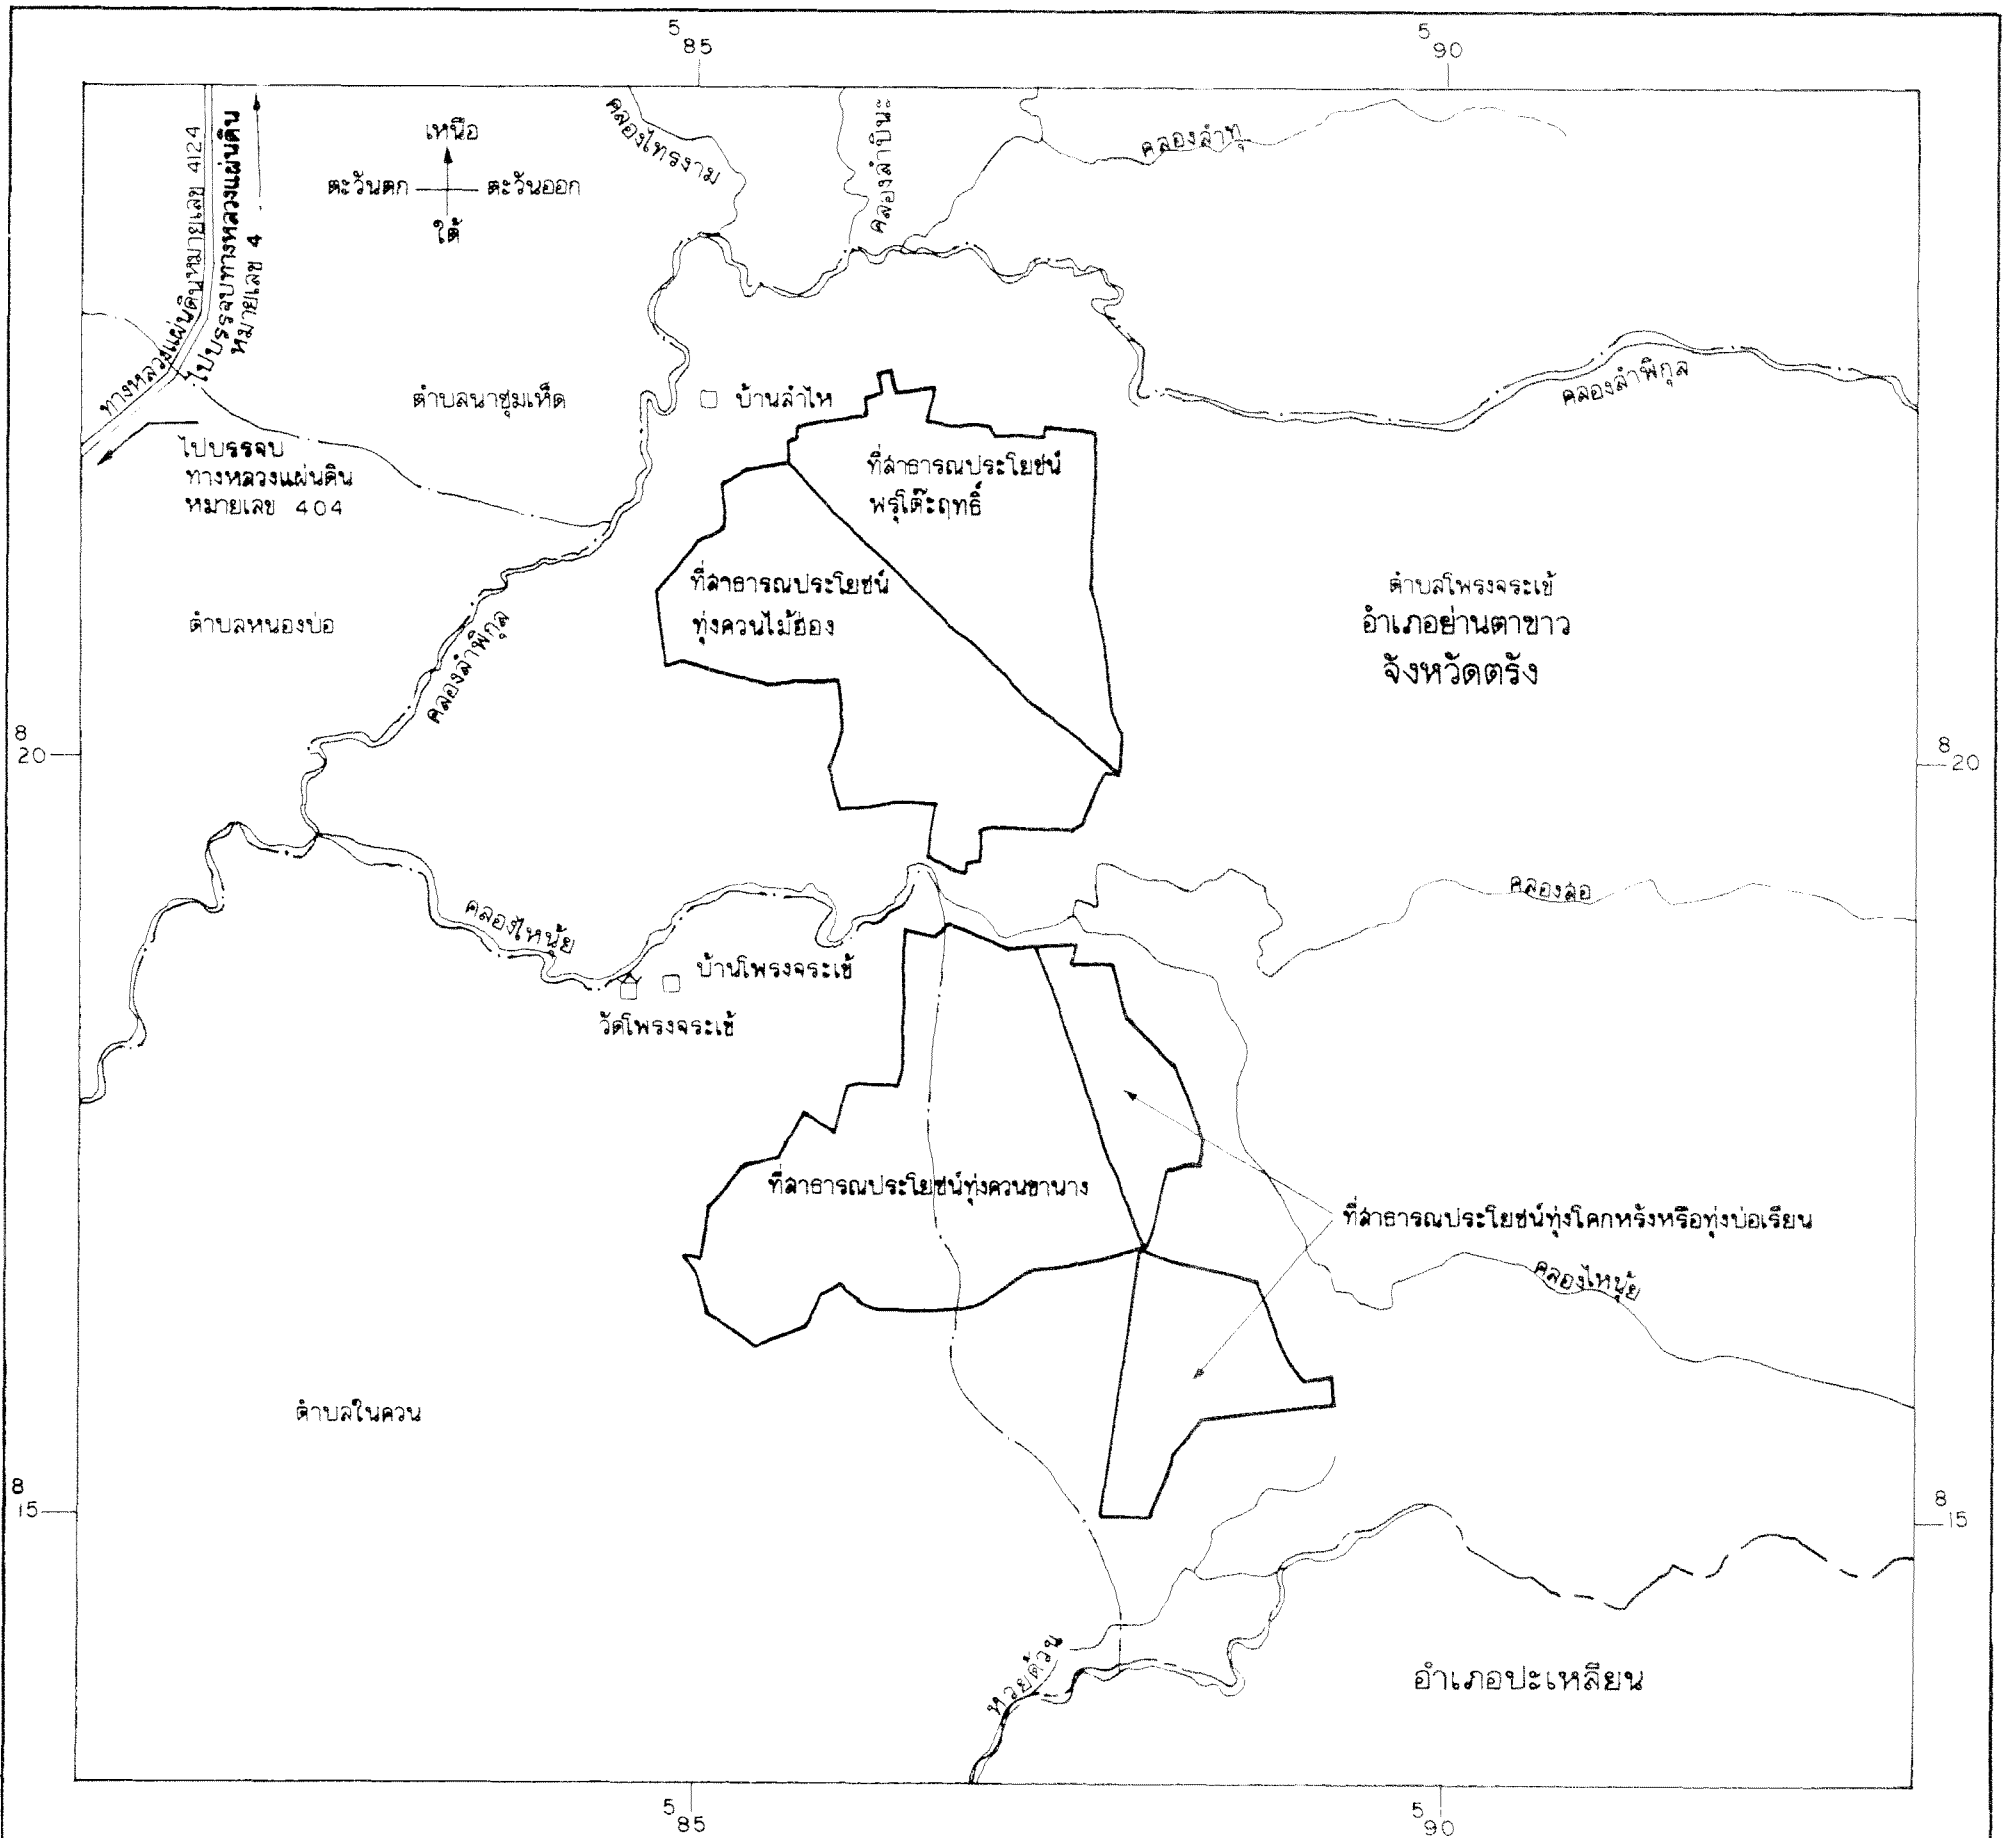 5
85
5
90
ทางหลวงแผ่นดินหมายเลข 4124
ไปบรรจบทางหลวงแผ่นดิน
หมายเลข 4
เหนือ
ตะวันตก
ตะวันออก
ใต้
คลองไทรงาม
คลองลำปินะ
คลองลำทุ
คลองลำพิกุล
ตำบลนาชุมเห็ด
บ้านลำไห
ไปบรรจบ
ทางหลวงแผ่นดิน
หมายเลข 404
ที่สาธารณประโยชน์
พรุโต๊ะฤทธิ์
ที่สาธารณประโยชน์
ทุ่งควนไม้ฮ่อง
ตำบลหนองบ่อ
คลองลำพิกุล
ตำบลโพรงจระเข้
อำเภอย่านตาขาว
จังหวัดตรัง
8
20
8
20
คลองไหนุ้ย
คลองลอ
บ้านโพรงจระเข้
วัดโพรงจระเข้
ที่สาธารณประโยชน์ทุ่งควนขานาง
ที่สาธารณประโยชน์ทุ่งโคกหรั่งหรือทุ่งบ่อเรียน
คลองไหนุ้ย
ตำบลในควน
8
15
8
15
หวยด้วน
อำเภอปะเหลียน
5
85
5
90